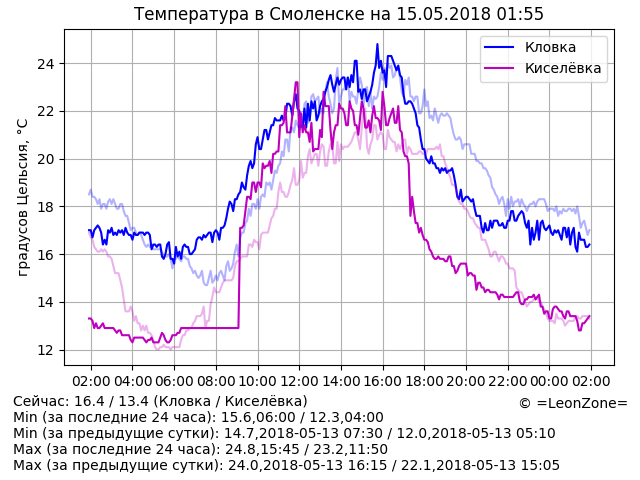 Температура в Смоленске на 15.05.2018 01:55
Кловка
Киселёвка
градусов Цельсия, °C
24
22
20
18
16
14
12
02:00 04:00 06:00 08:00 10:00 12:00 14:00 16:00 18:00 20:00 22:00 00:00 02:00
Сейчас: 16.4 / 13.4 (Кловка / Киселёвка)
© =LeonZone=
Min (за последние 24 часа): 15.6,06:00 / 12.3,04:00
Min (за предыдущие сутки): 14.7,2018-05-13 07:30 / 12.0,2018-05-13 05:10
Max (за последние 24 часа): 24.8,15:45 / 23.2,11:50
Max (за предыдущие сутки): 24.0,2018-05-13 16:15 / 22.1,2018-05-13 15:05